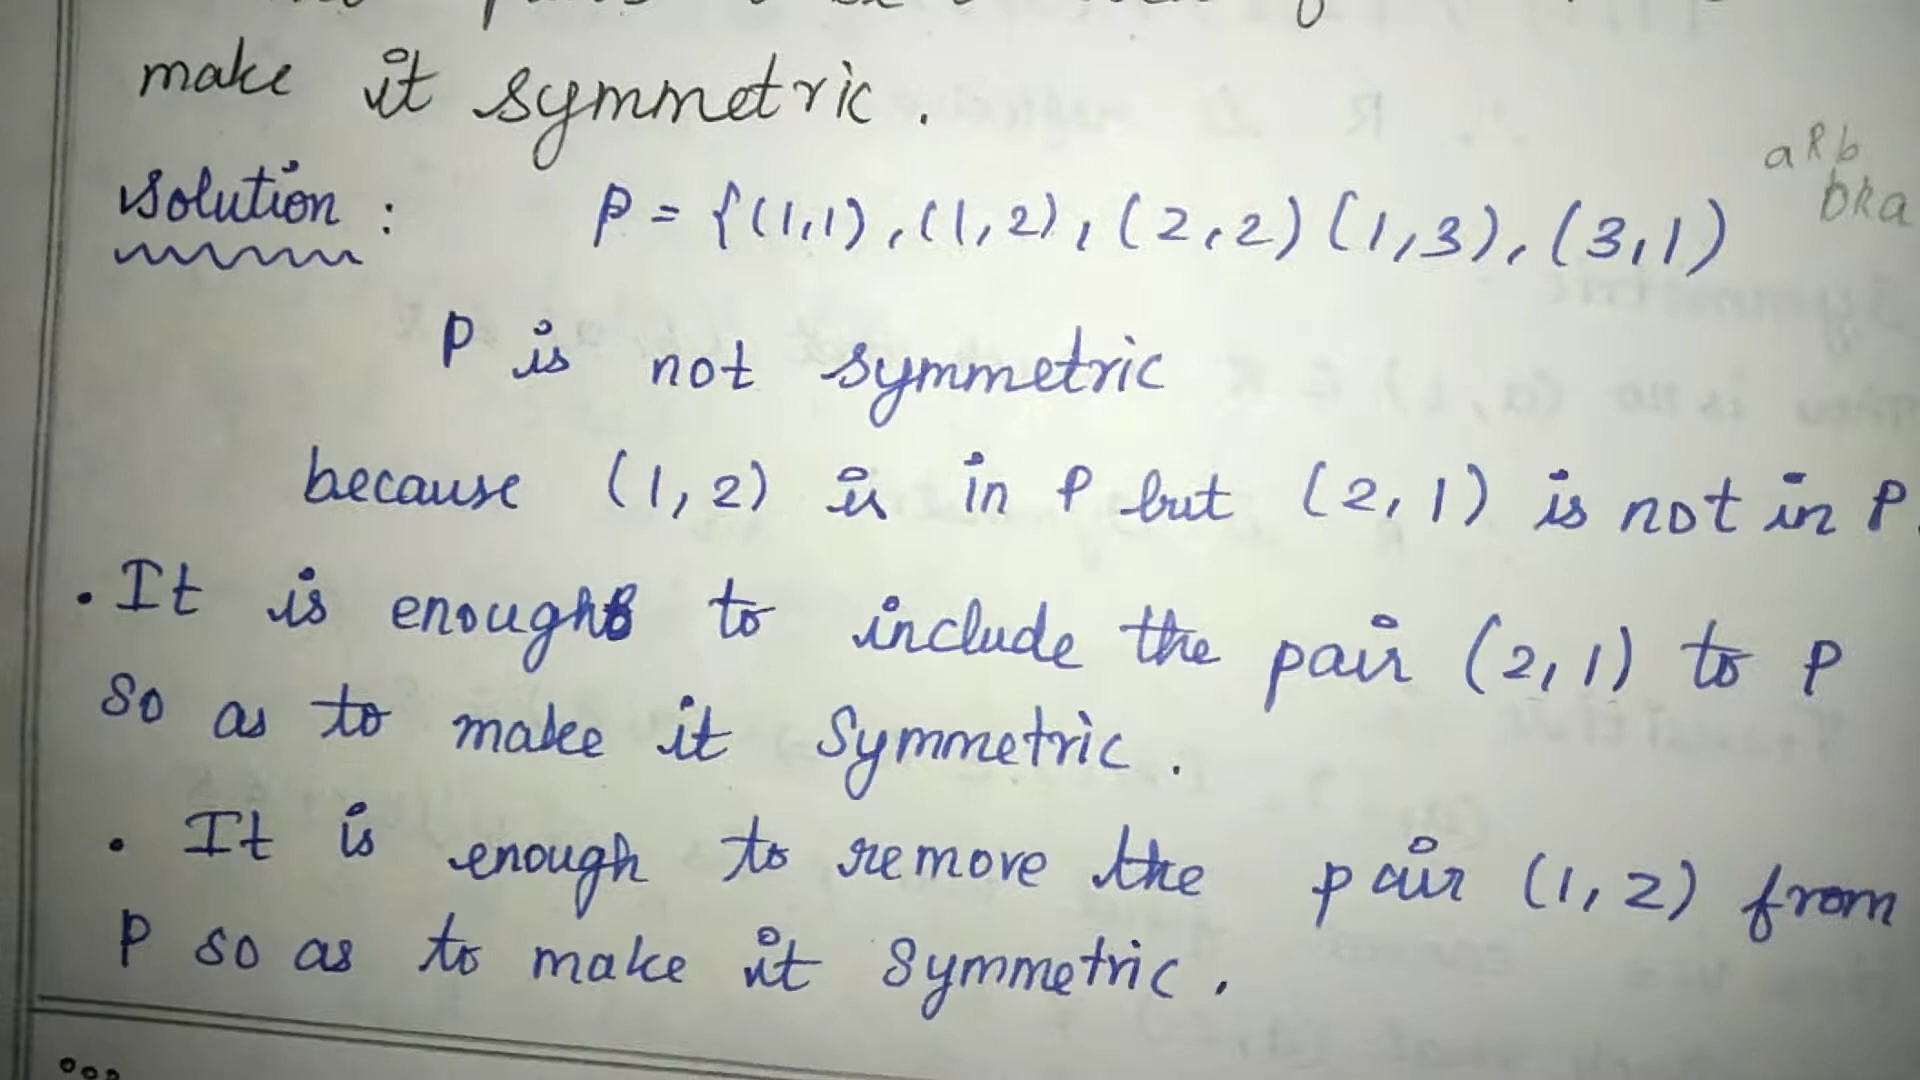 make it symmetric.
aRb
bRa
Solution : P = {(1,1), (1,2), (2,2) (1,3), (3,1)
P is not symmetric
because (1,2) is in P but (2,1) is not in P.
. It is enough to include the pair (2,1) to P
so as to make it Symmetric.
. It is enough to remove the pair (1,2) from
P so as to make it Symmetric.